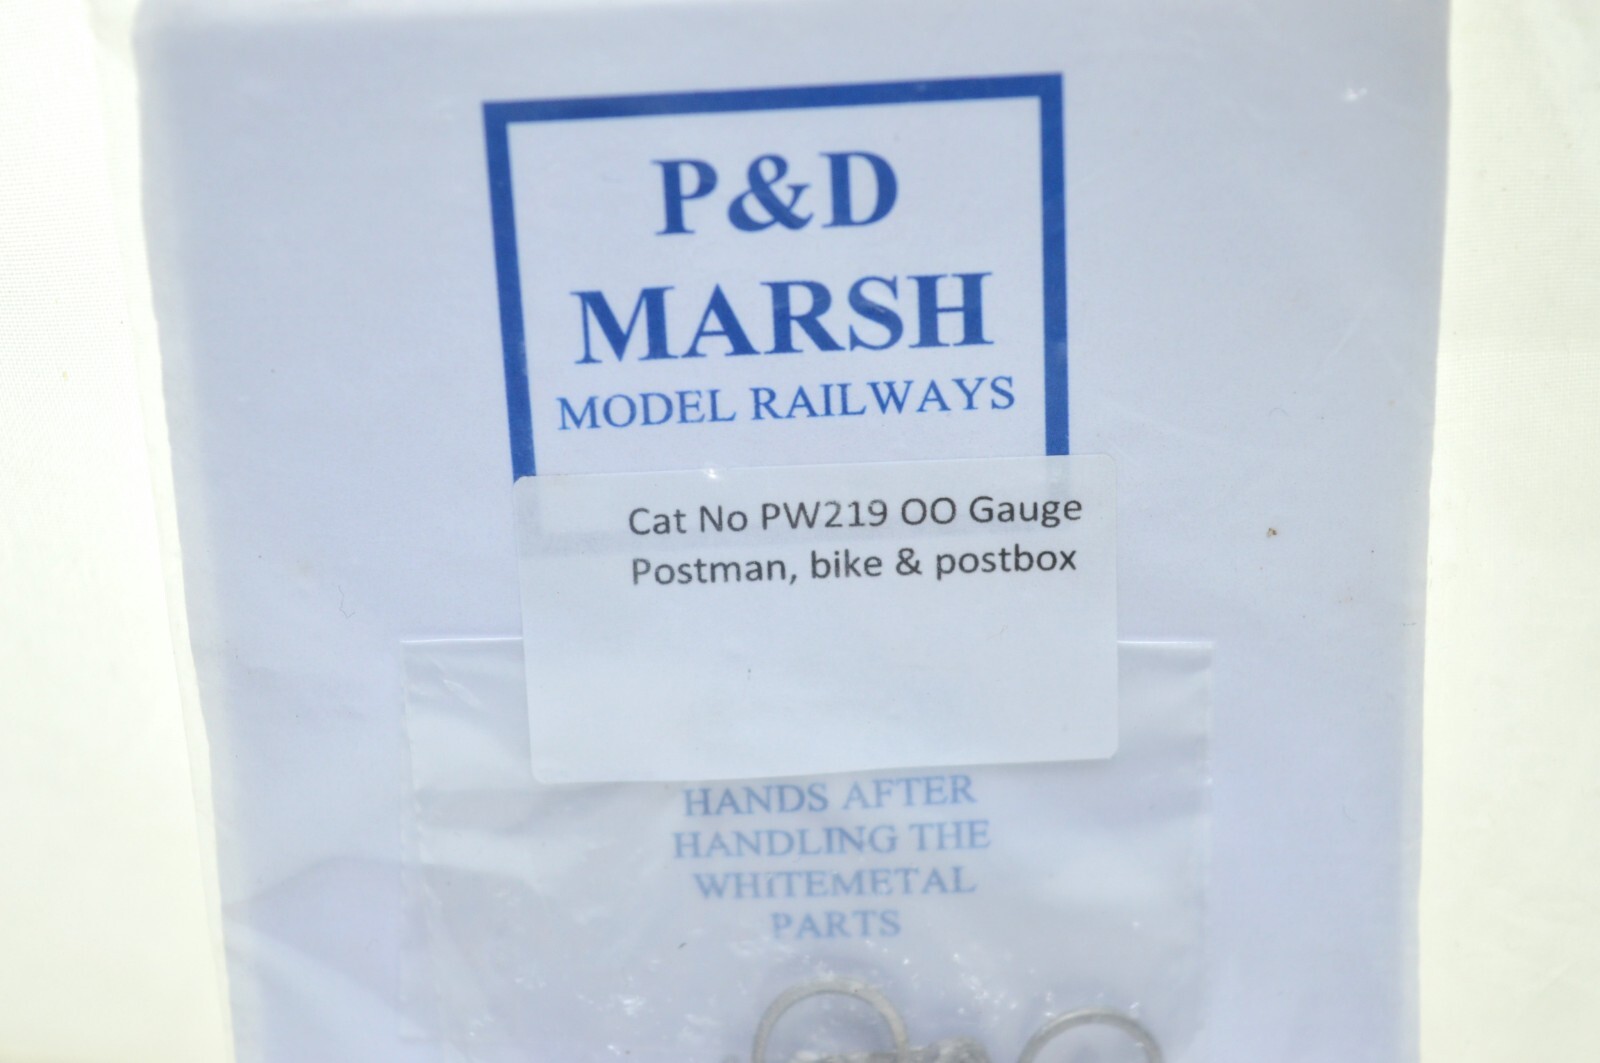 P&D
MARSH
MODEL RAILWAYS
Cat No PW219 OO Gauge
Postman, bike & postbox
HANDS AFTER
HANDLING THE
WHiTEMETAL
PARTS